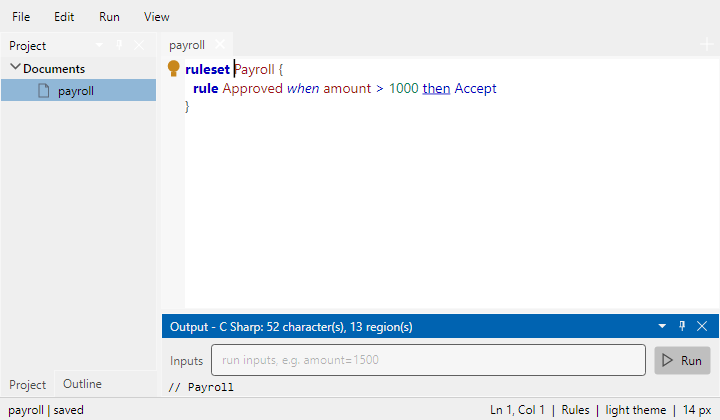 File Edit Run View
Project
payroll
Documents
payroll
ruleset Payroll {
rule Approved when amount > 1000 then Accept
}
Output - C Sharp: 52 character(s), 13 region(s)
Inputs run inputs, e.g. amount=1500 Run
// Payroll
Project Outline
payroll | saved
Ln 1, Col 1 | Rules | light theme | 14 px